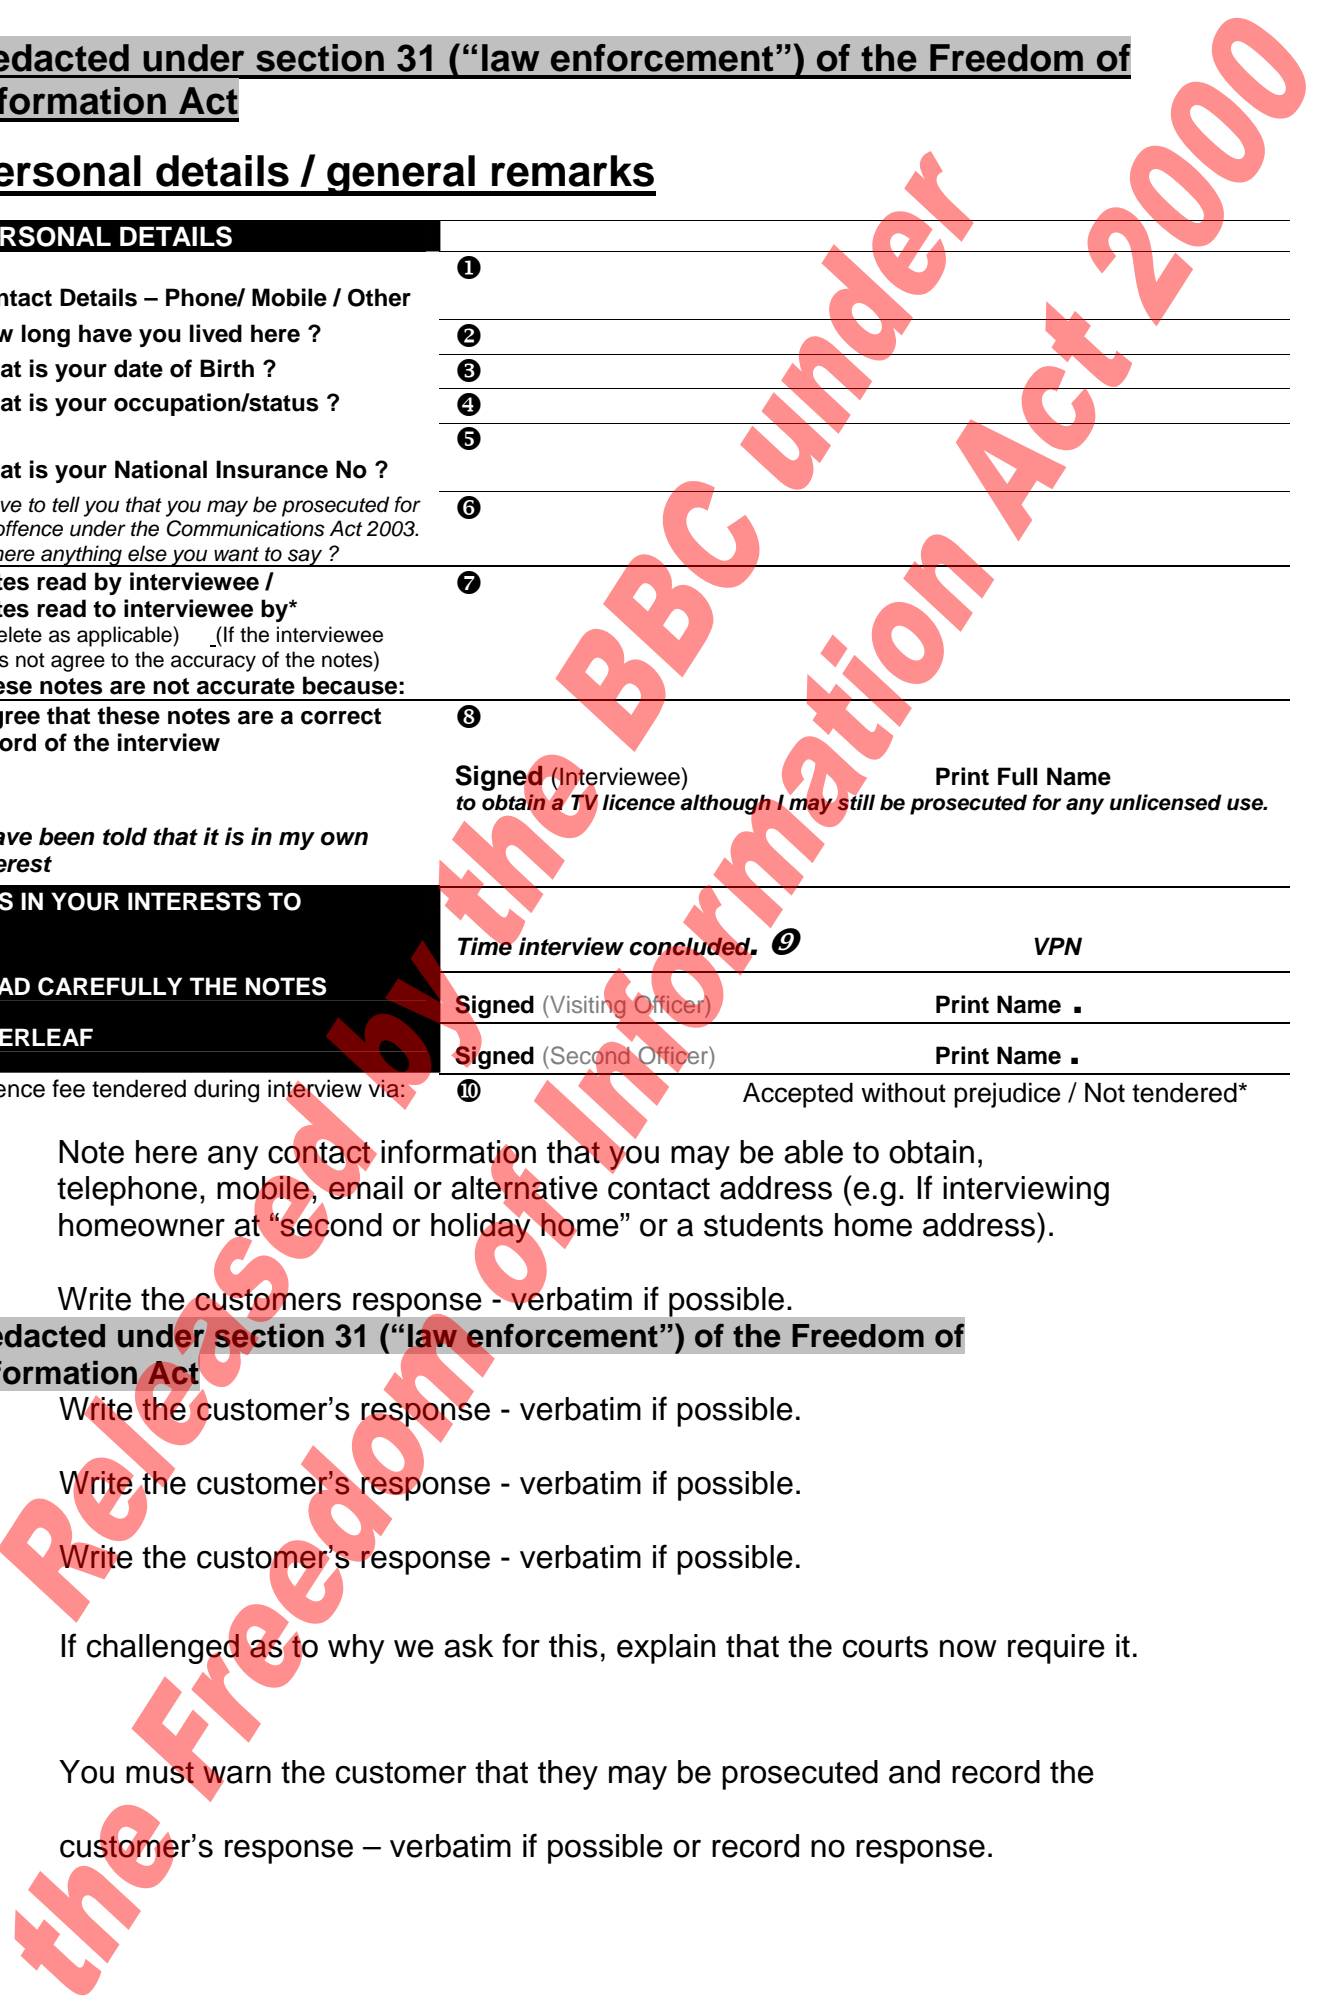 edacted under section 31 (“law enforcement”) of the Freedom of
formation Act
ersonal details / general remarks
RSONAL DETAILS
❶
ntact Details – Phone/ Mobile / Other
w long have you lived here ?
❷
at is your date of Birth ?
❸
at is your occupation/status ?
❹
❺
at is your National Insurance No ?
ve to tell you that you may be prosecuted for
❻
offence under the Communications Act 2003.
here anything else you want to say ?
tes read by interviewee /
❼
tes read to interviewee by*
elete as applicable) (If the interviewee
s not agree to the accuracy of the notes)
ese notes are not accurate because:
gree that these notes are a correct
❽
ord of the interview
Signed (Interviewee) Print Full Name
to obtain a TV licence although I may still be prosecuted for any unlicensed use.
ave been told that it is in my own
erest
S IN YOUR INTERESTS TO
Time interview concluded. ❾ VPN
AD CAREFULLY THE NOTES
Signed (Visiting Officer) Print Name .
ERLEAF
Signed (Second Officer) Print Name .
ence fee tendered during interview via:
❿ Accepted without prejudice / Not tendered*
Note here any contact information that you may be able to obtain,
telephone, mobile, email or alternative contact address (e.g. If interviewing
homeowner at “second or holiday home” or a students home address).
Write the customers response - verbatim if possible.
edacted under section 31 (“law enforcement”) of the Freedom of
formation Act
Write the customer’s response - verbatim if possible.
Write the customer’s response - verbatim if possible.
Write the customer’s response - verbatim if possible.
If challenged as to why we ask for this, explain that the courts now require it.
You must warn the customer that they may be prosecuted and record the
customer’s response – verbatim if possible or record no response.
Released by the BBC under
the Freedom of Information Act 2000